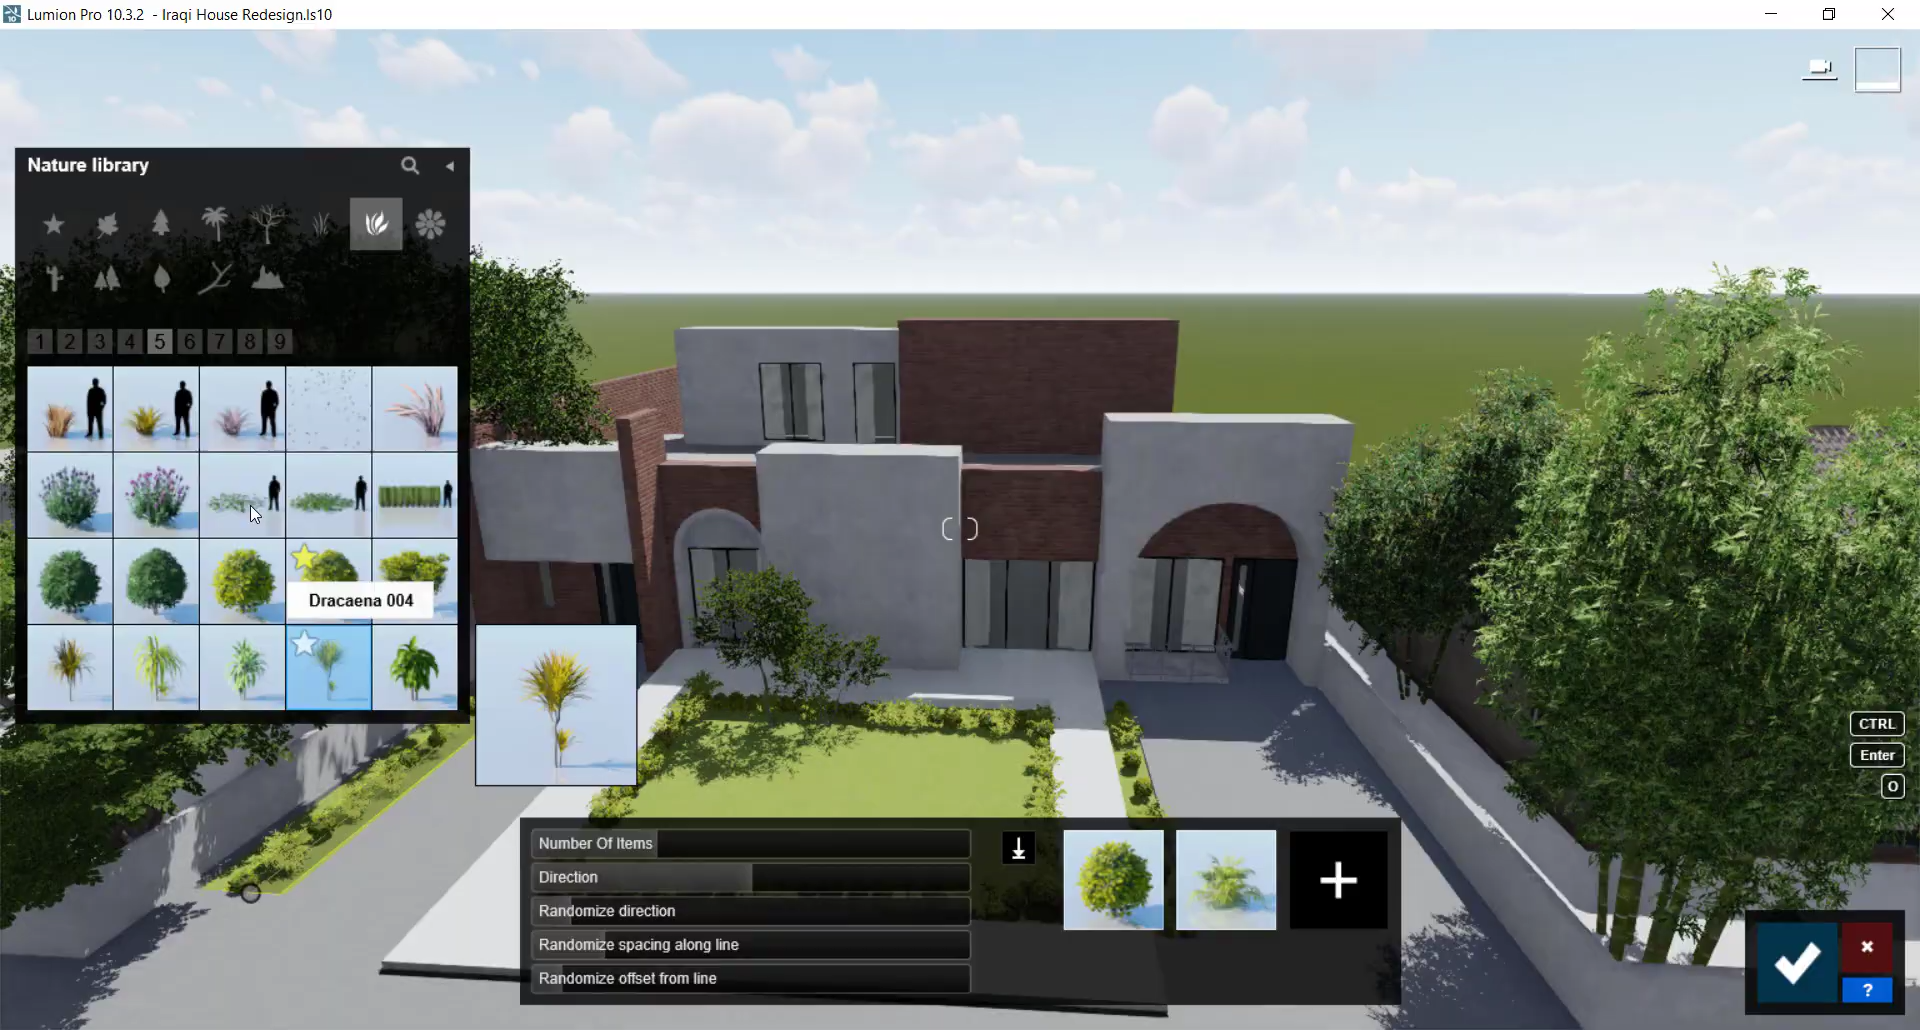 Lumion Pro 10.3.2 - Iraqi House Redesign.ls10
Nature library
1 2 3 4 5 6 7 8 9
Dracaena 004
CTRL
Enter
O
Number Of Items
Direction
Randomize direction
Randomize spacing along line
Randomize offset from line
?